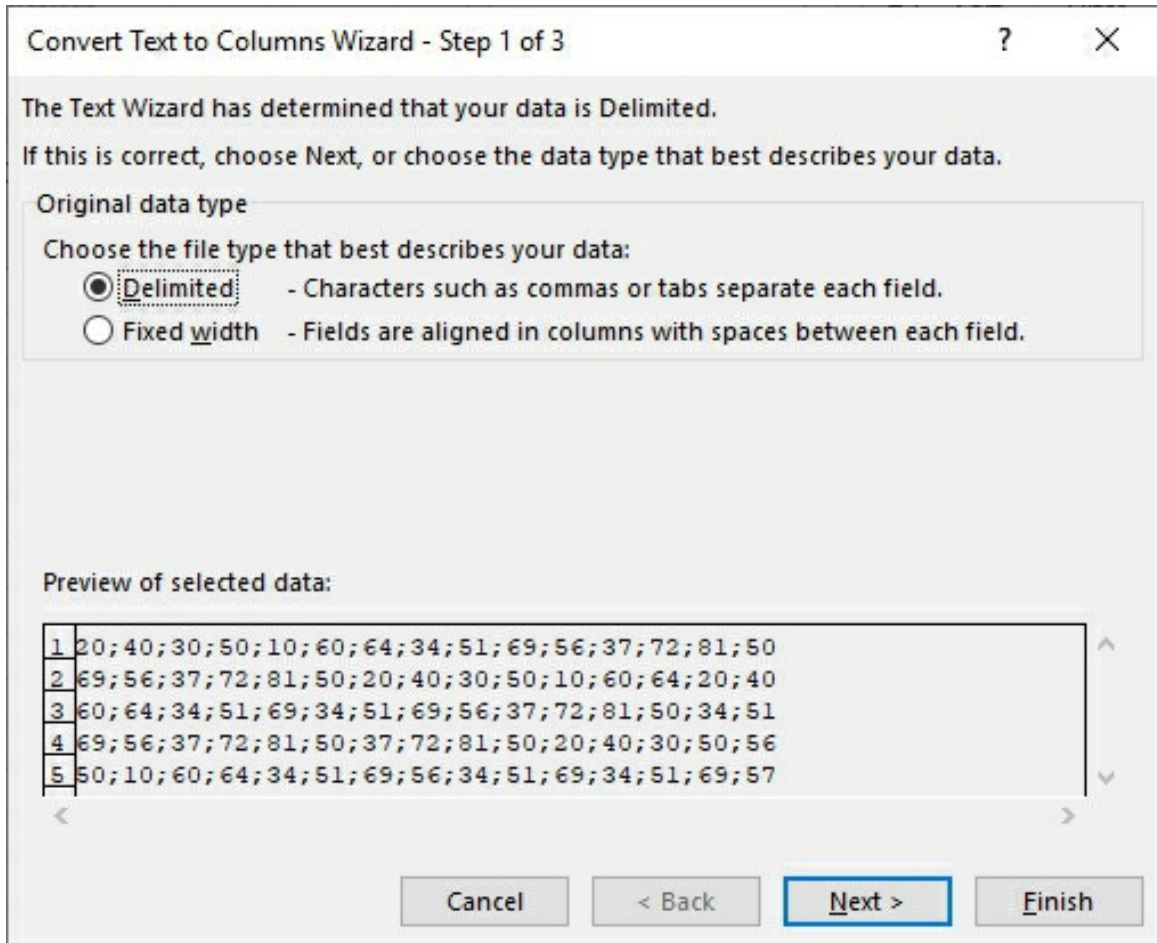 Convert Text to Columns Wizard - Step 1 of 3 ? ×
The Text Wizard has determined that your data is Delimited.
If this is correct, choose Next, or choose the data type that best describes your data.
Original data type
Choose the file type that best describes your data:
Delimited - Characters such as commas or tabs separate each field.
Fixed width - Fields are aligned in columns with spaces between each field.
Preview of selected data:
1 20;40;30;50;10;60;64;34;51;69;56;37;72;81;50
2 69;56;37;72;81;50;20;40;30;50;10;60;64;20;40
3 60;64;34;51;69;34;51;69;56;37;72;81;50;34;51
4 69;56;37;72;81;50;37;72;81;50;20;40;30;50;56
5 50;10;60;64;34;51;69;56;34;51;69;34;51;69;57
Cancel < Back Next > Finish